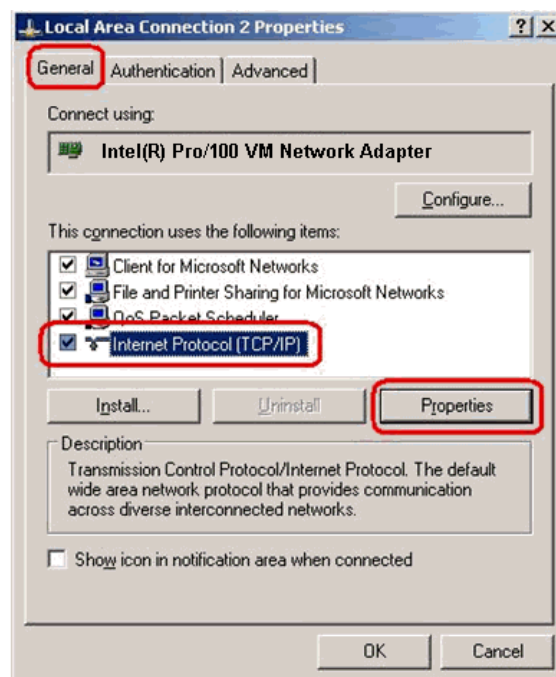 Local Area Connection 2 Properties
General
Authentication
Advanced
Connect using:
Intel(R) Pro/100 VM Network Adapter
Configure...
This connection uses the following items:
Client for Microsoft Networks
File and Printer Sharing for Microsoft Networks
QoS Packet Scheduler
Internet Protocol (TCP/IP)
Install...
Uninstall
Properties
Description
Transmission Control Protocol/Internet Protocol. The default
wide area network protocol that provides communication
across diverse interconnected networks.
Show icon in notification area when connected
OK
Cancel